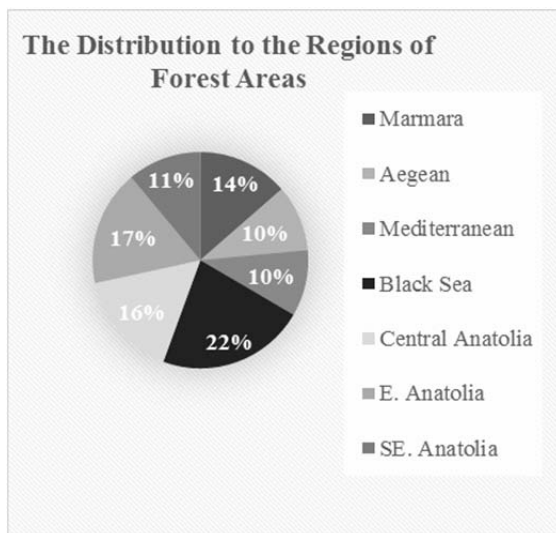 The Distribution to the Regions of
Forest Areas
Marmara
Aegean
Mediterranean
Black Sea
Central Anatolia
E. Anatolia
SE. Anatolia
11%
14%
17%
10%
10%
16%
22%